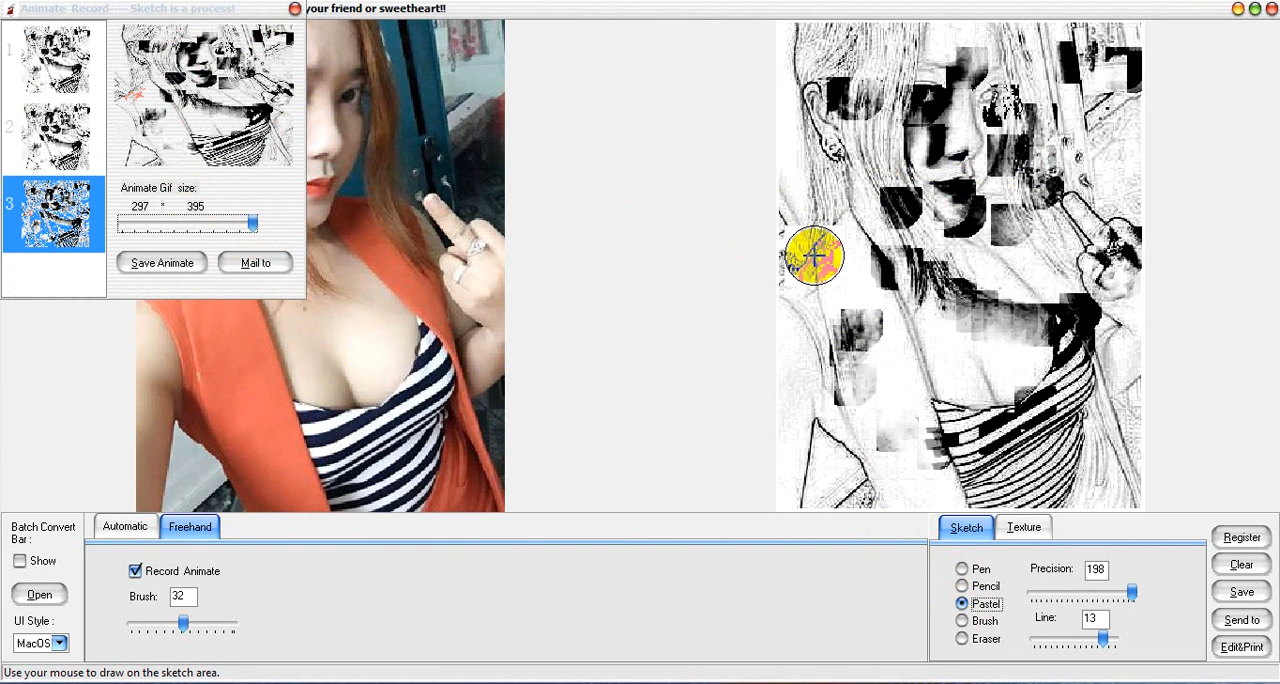 Animate Record---- Sketch is a process!
your friend or sweetheart!!
1
2
3
Animate Gif size:
297 * 395
Save Animate
Mail to
Batch Convert
Bar :
Show
Open
UI Style :
MacOS
Automatic
Freehand
Record Animate
Brush: 32
Sketch
Texture
Pen
Pencil
Pastel
Brush
Eraser
Precision: 198
Line: 13
Register
Clear
Save
Send to
Edit&Print
Use your mouse to draw on the sketch area.